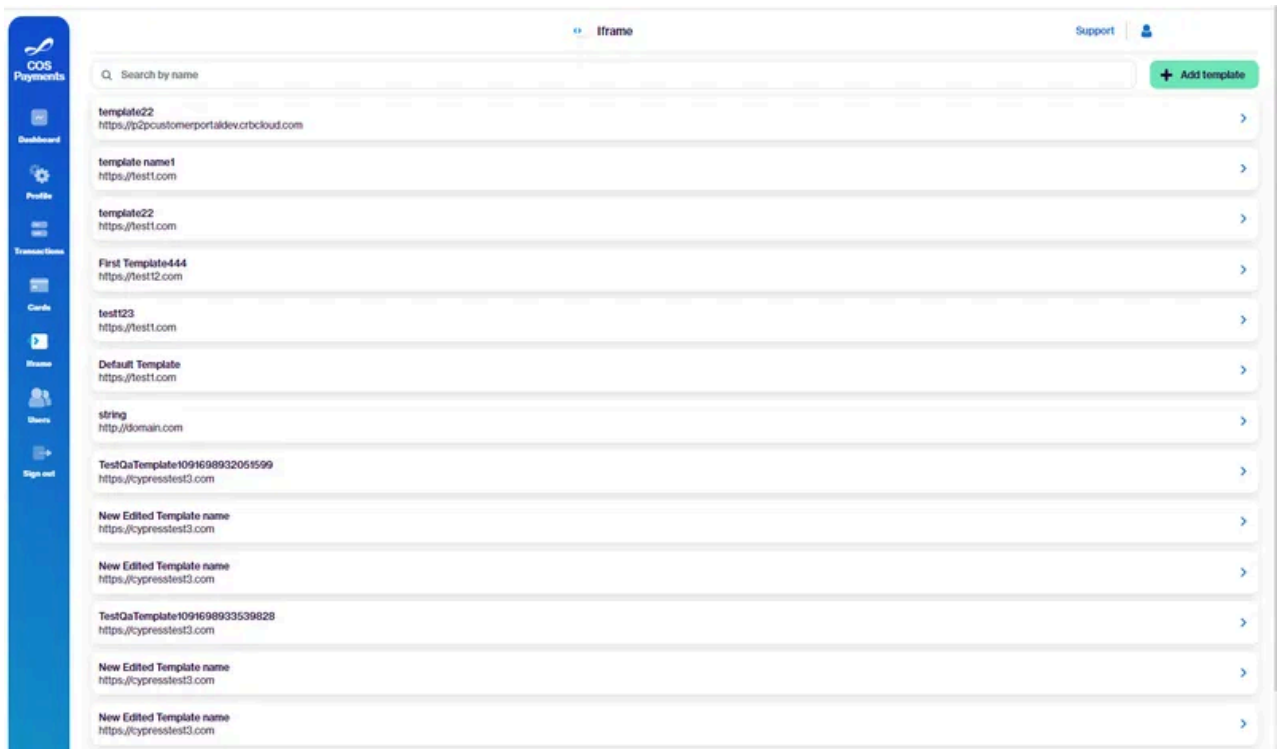 COS
Payments
Dashboard
Profile
Transactions
Cards
Iframe
Users
Sign out
Iframe
Support
Search by name
Add template
template22
https://p2pcustomerportaldev.crbcloud.com
template name1
https://test1.com
template22
https://test1.com
First Template444
https://test12.com
test123
https://test1.com
Default Template
https://test1.com
string
http://domain.com
TestQaTemplate1091698932051599
https://cypresstest3.com
New Edited Template name
https://cypresstest3.com
New Edited Template name
https://cypresstest3.com
TestQaTemplate1091698933539828
https://cypresstest3.com
New Edited Template name
https://cypresstest3.com
New Edited Template name
https://cypresstest3.com